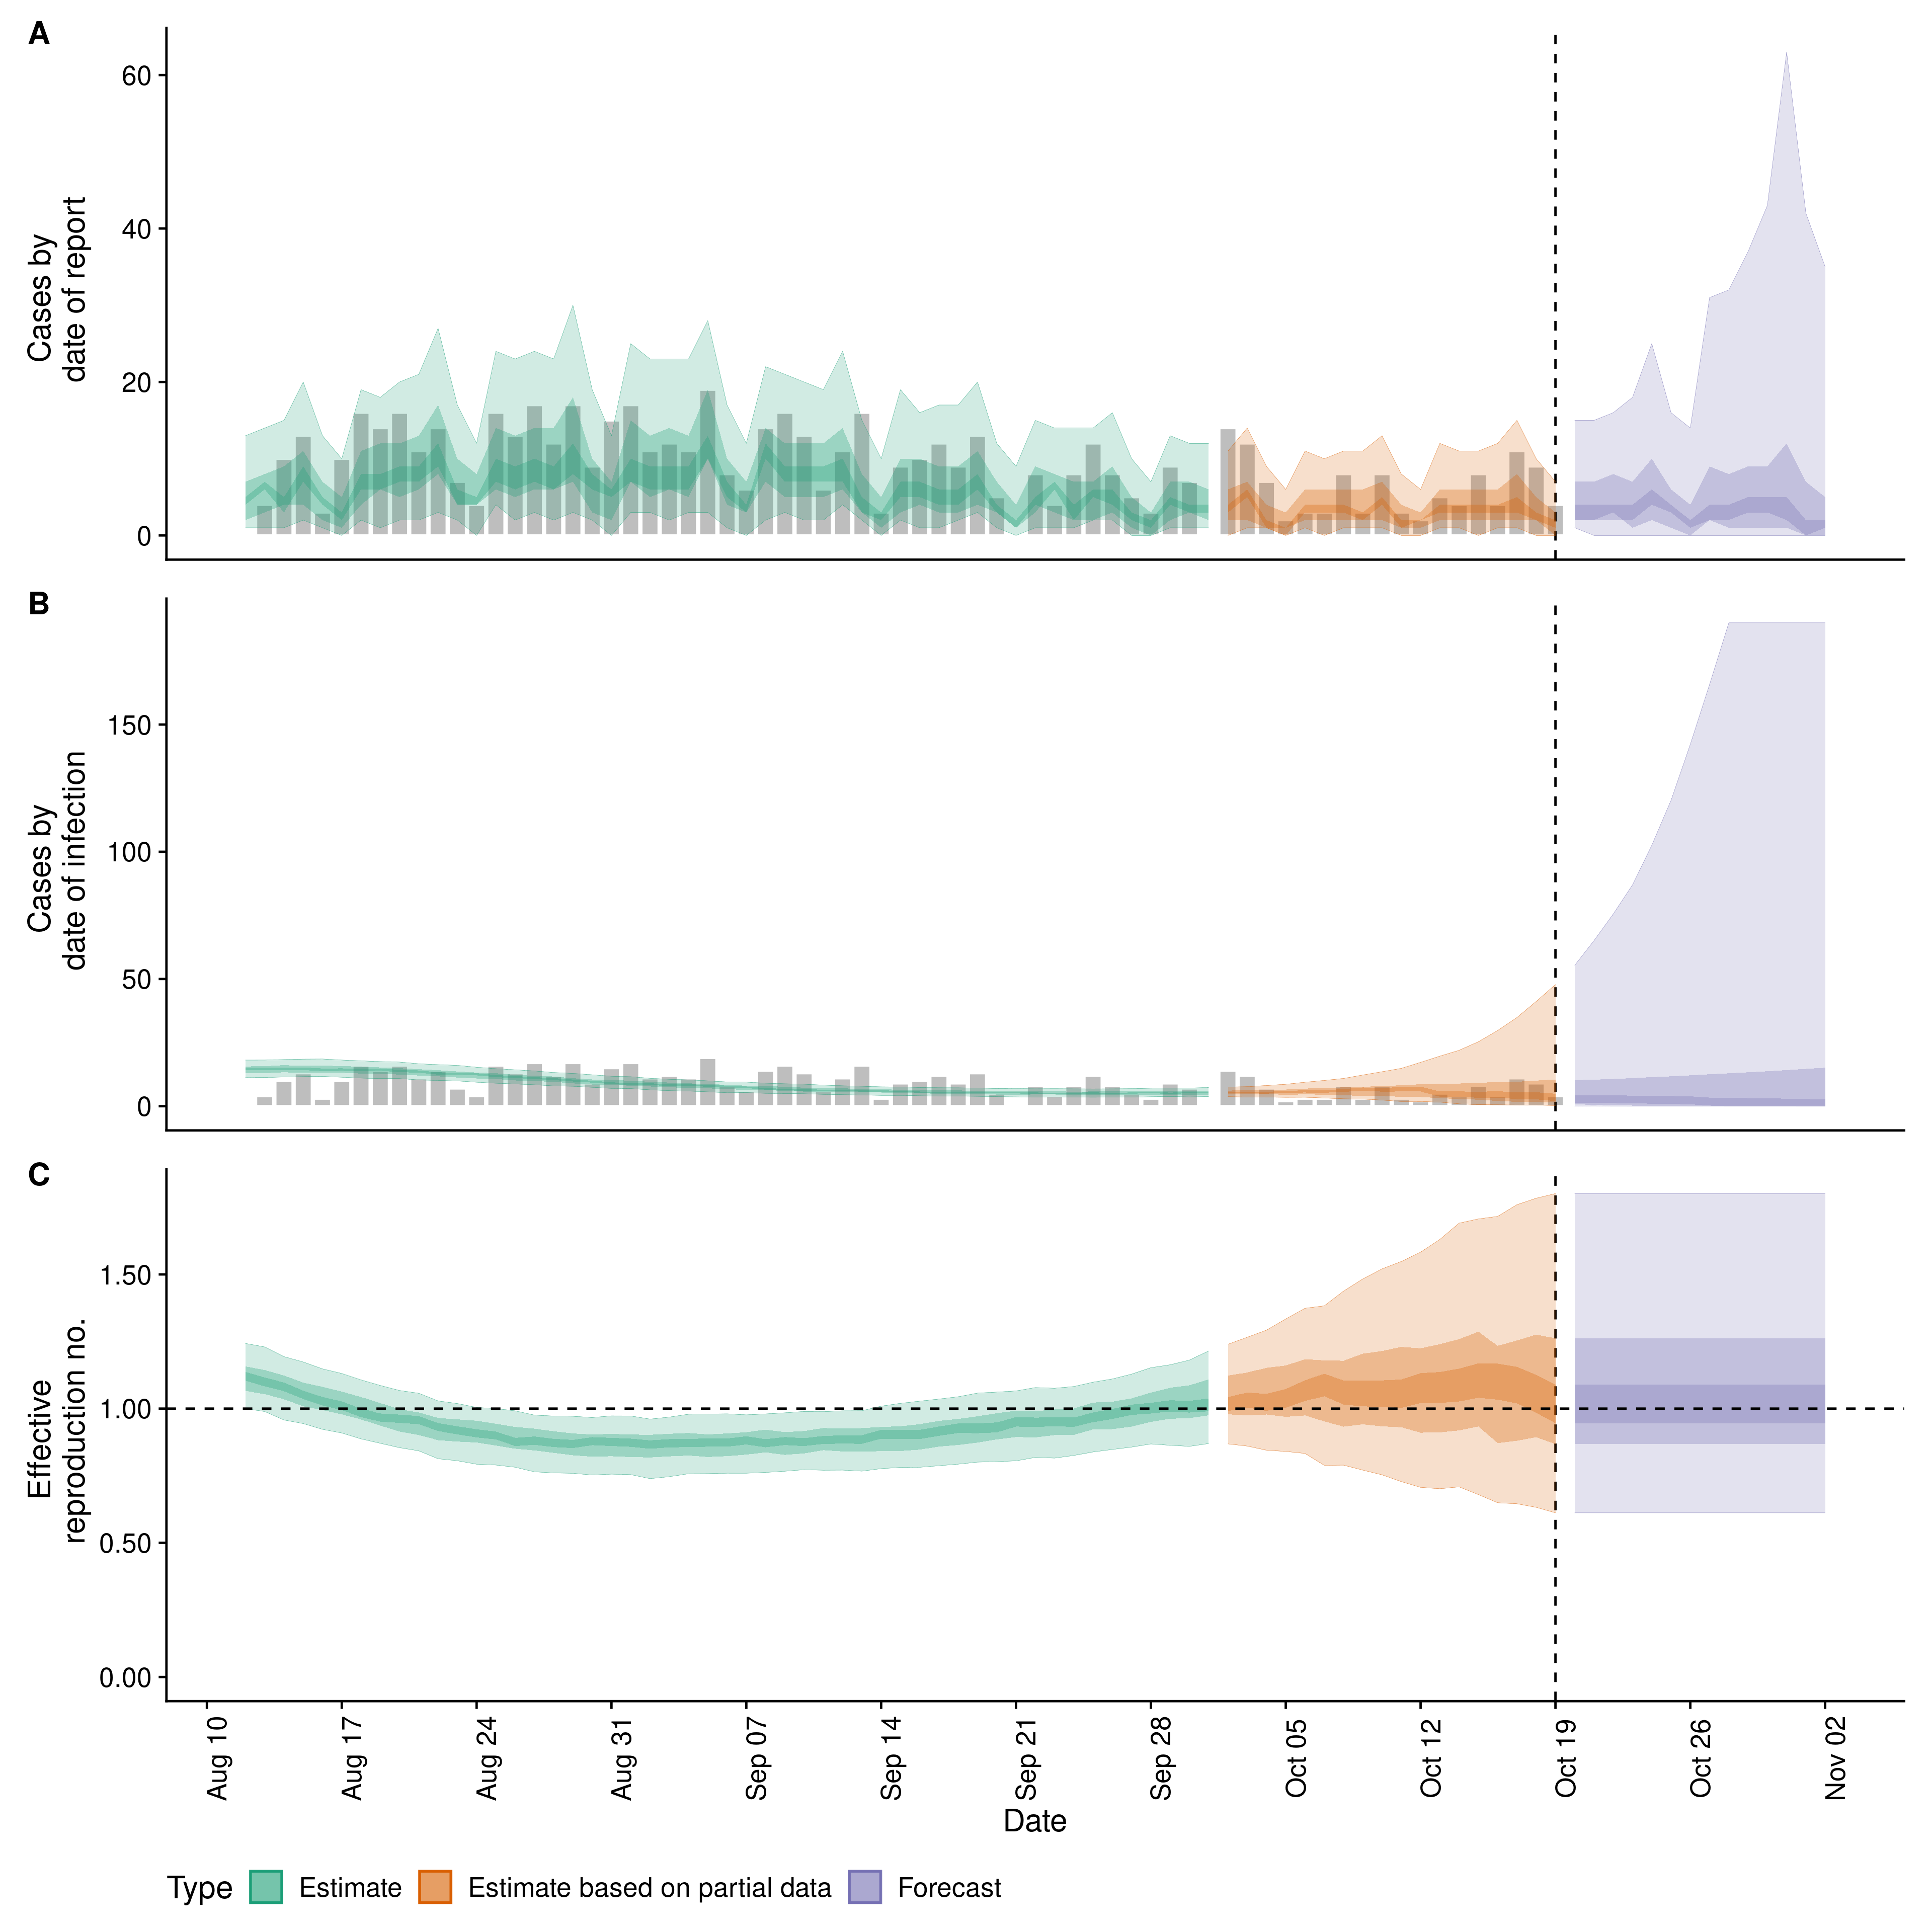 A
Cases by
date of report
60
40
20
0
B
Cases by
date of infection
150
100
50
0
C
Effective
reproduction no.
1.50
1.00
0.50
0.00
Aug 10
Aug 17
Aug 24
Aug 31
Sep 07
Sep 14
Sep 21
Sep 28
Oct 05
Oct 12
Oct 19
Oct 26
Nov 02
Date
Type Estimate Estimate based on partial data Forecast